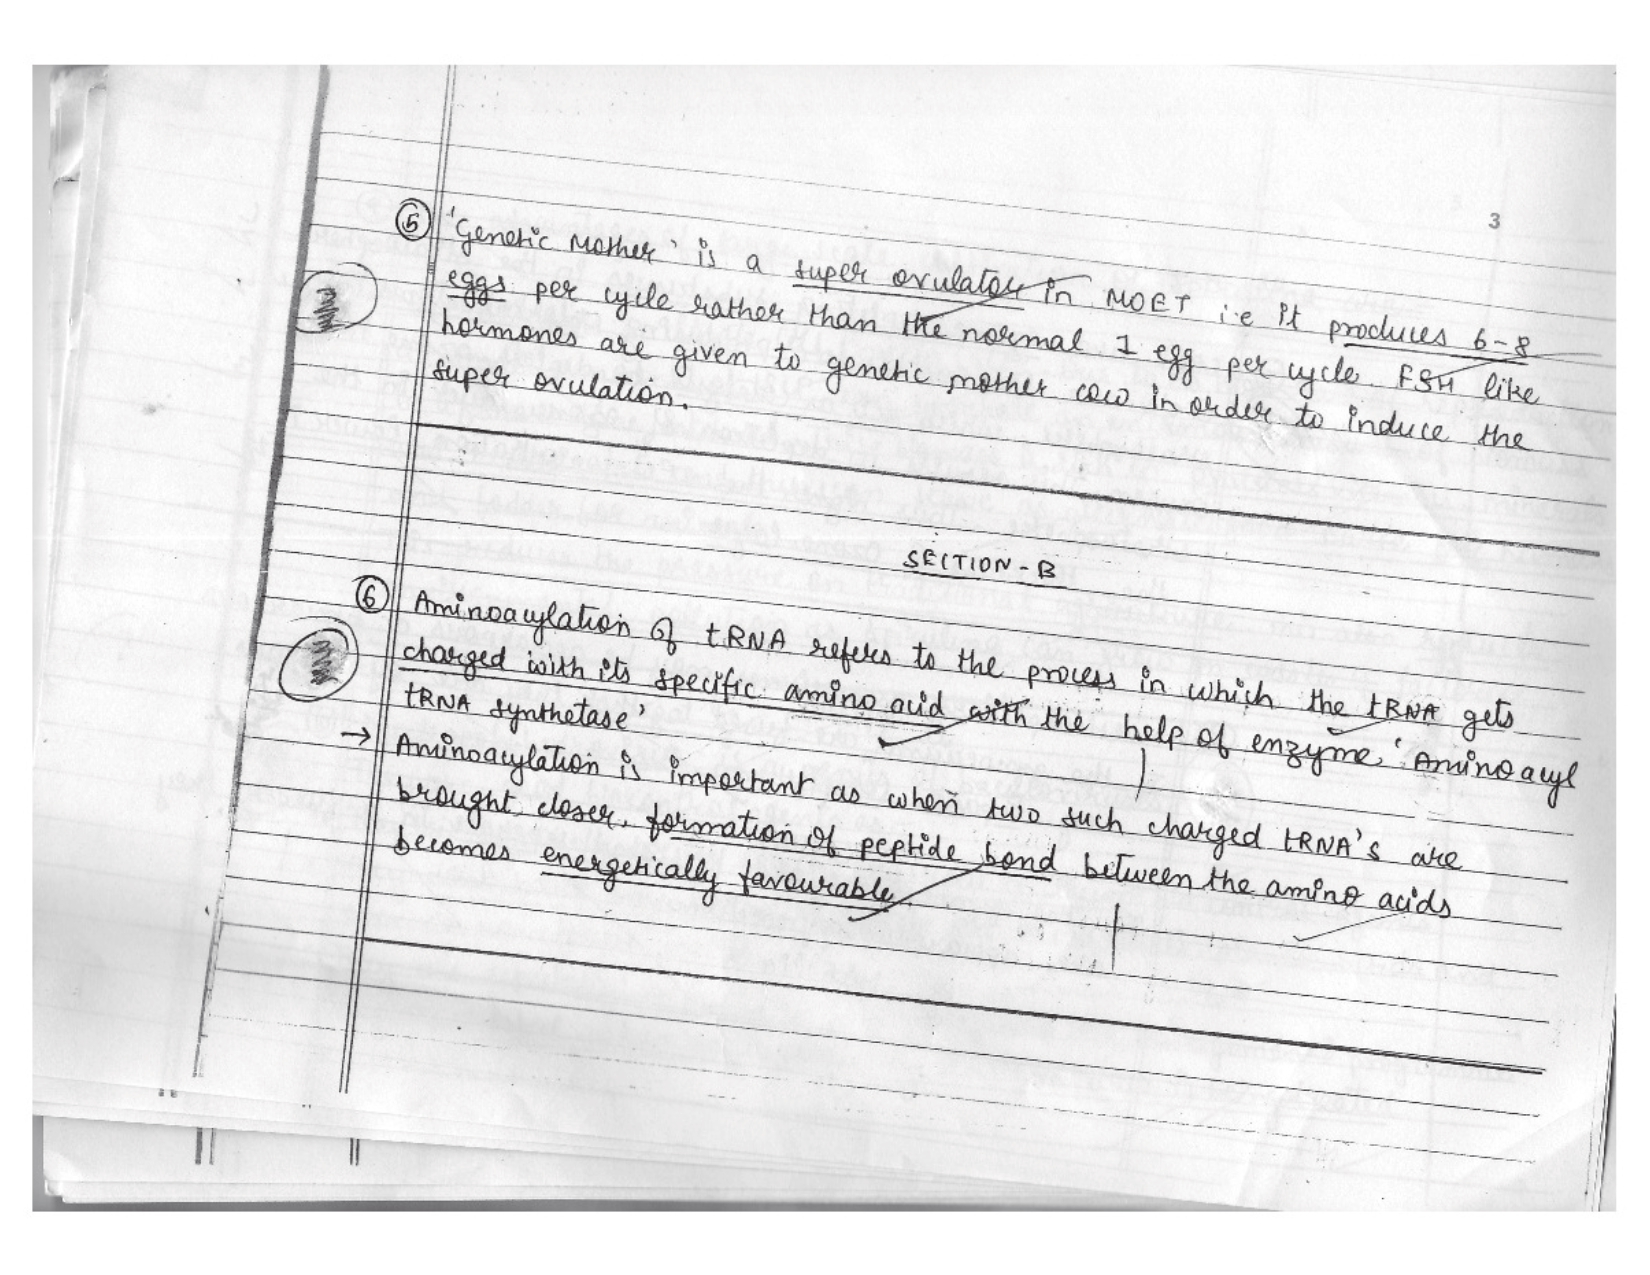 3
5 'Genetic Mother' is a super ovulator in MOET i.e it produces 6-8
eggs per cycle rather than the normal 1 egg per cycle. FSH like
hormones are given to genetic mother cow in order to induce the
super ovulation.
SECTION-B
6 Aminoacylation of tRNA refers to the process in which the tRNA gets
charged with its specific amino acid with the help of enzyme 'Aminoacyl
tRNA synthetase'
→ Aminoacylation is important as when two such charged tRNA's are
brought closer, formation of peptide bond between the amino acids
becomes energetically favourable.